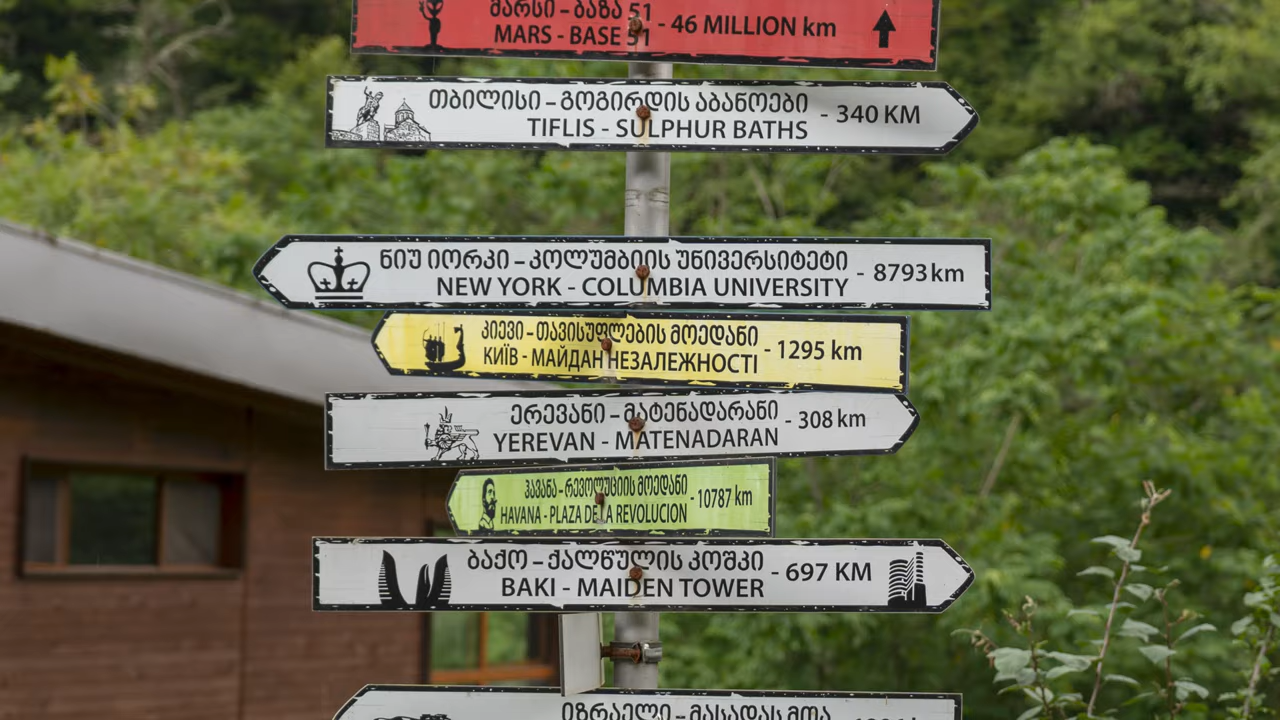 მარსი – ბაზა 51
MARS - BASE 51
- 46 MILLION km
თბილისი – გოგირდის აბანოები
TIFLIS - SULPHUR BATHS
- 340 KM
ნიუ იორკი – კოლუმბიის უნივერსიტეტი
NEW YORK - COLUMBIA UNIVERSITY
- 8793 km
კიევი – თავისუფლების მოედანი
КИЇВ - МАЙДАН НЕЗАЛЕЖНОСТІ
- 1295 km
ერევანი – მატენადარანი
YEREVAN - MATENADARAN
- 308 km
ჰავანა – რევოლუციის მოედანი
HAVANA - PLAZA DE LA REVOLUCION
- 10787 km
ბაქო – ქალწულის კოშკი
BAKI - MAIDEN TOWER
- 697 KM
ისრაელი – მასადას მთა